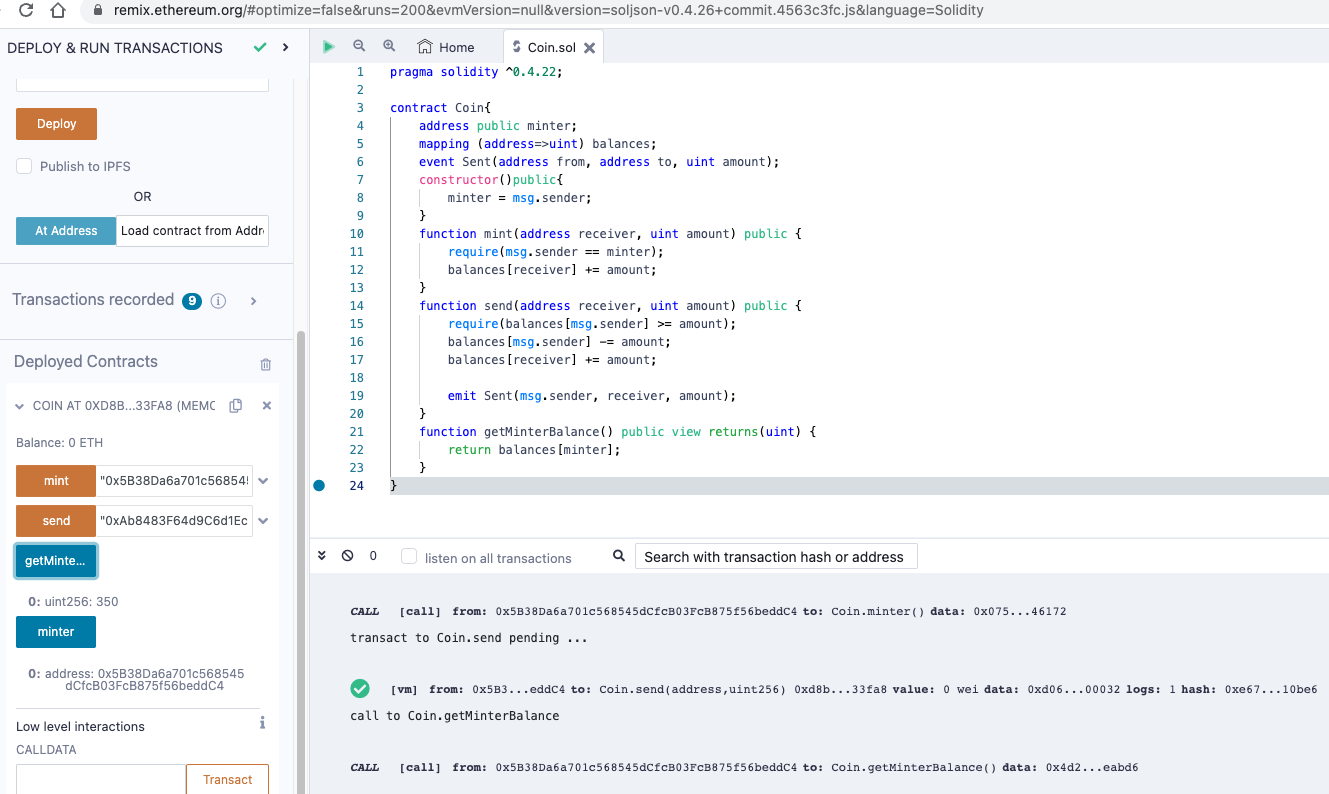 remix.ethereum.org/#optimize=false&runs=200&evmVersion=null&version=soljson-v0.4.26+commit.4563c3fc.js&language=Solidity
DEPLOY & RUN TRANSACTIONS
Deploy
Publish to IPFS
OR
At Address Load contract from Addr
Transactions recorded 9 i
Deployed Contracts
COIN AT 0XD8B...33FA8 (MEMO
Balance: 0 ETH
mint "0x5B38Da6a701c568545
send "0xAb8483F64d9C6d1Ec
getMinte...
0: uint256: 350
minter
0: address: 0x5B38Da6a701c568545
dCfcB03FcB875f56beddC4
Low level interactions i
CALLDATA
Transact
Home Coin.sol
1 pragma solidity ^0.4.22;
2
3 contract Coin{
4 address public minter;
5 mapping (address=>uint) balances;
6 event Sent(address from, address to, uint amount);
7 constructor()public{
8 minter = msg.sender;
9 }
10 function mint(address receiver, uint amount) public {
11 require(msg.sender == minter);
12 balances[receiver] += amount;
13 }
14 function send(address receiver, uint amount) public {
15 require(balances[msg.sender] >= amount);
16 balances[msg.sender] -= amount;
17 balances[receiver] += amount;
18
19 emit Sent(msg.sender, receiver, amount);
20 }
21 function getMinterBalance() public view returns(uint) {
22 return balances[minter];
23 }
24 }
0 listen on all transactions Search with transaction hash or address
CALL [call] from: 0x5B38Da6a701c568545dCfcB03FcB875f56beddC4 to: Coin.minter() data: 0x075...46172
transact to Coin.send pending ...
[vm] from: 0x5B3...eddC4 to: Coin.send(address,uint256) 0xd8b...33fa8 value: 0 wei data: 0xd06...00032 logs: 1 hash: 0xe67...10be6
call to Coin.getMinterBalance
CALL [call] from: 0x5B38Da6a701c568545dCfcB03FcB875f56beddC4 to: Coin.getMinterBalance() data: 0x4d2...eabd6